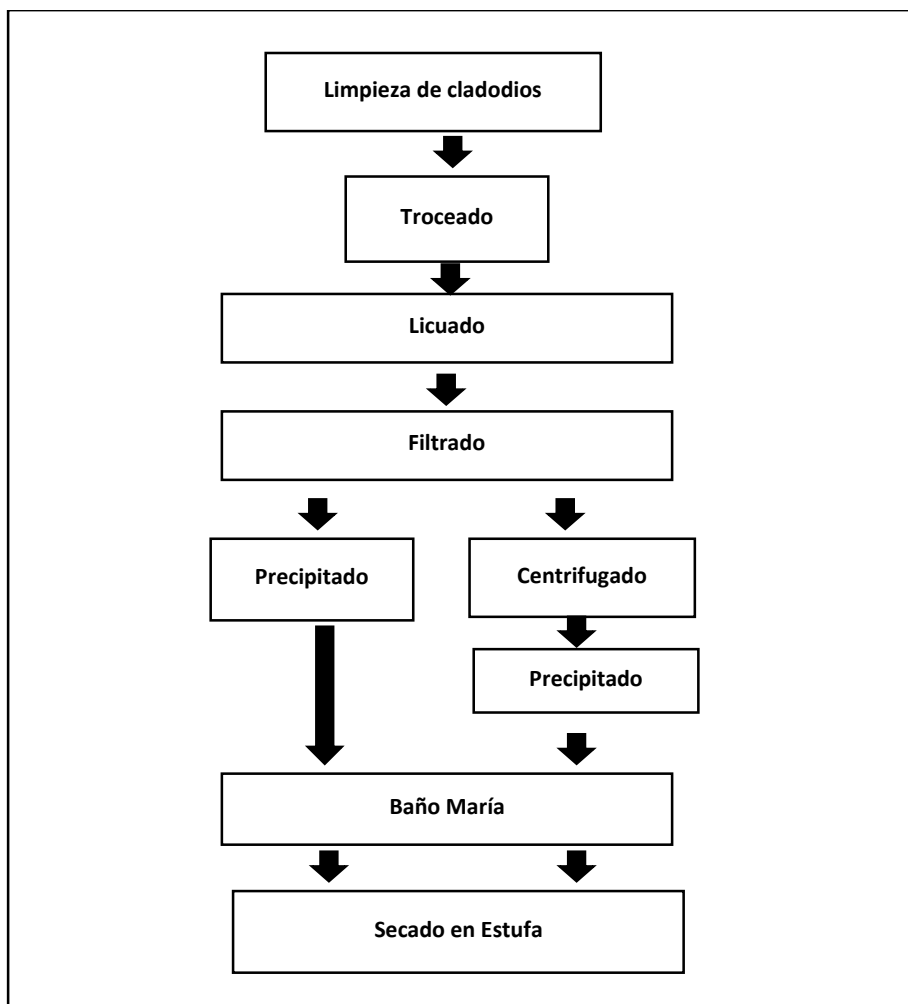 Limpieza de cladodios
Troceado
Licuado
Filtrado
Precipitado
Centrifugado
Precipitado
Baño María
Secado en Estufa